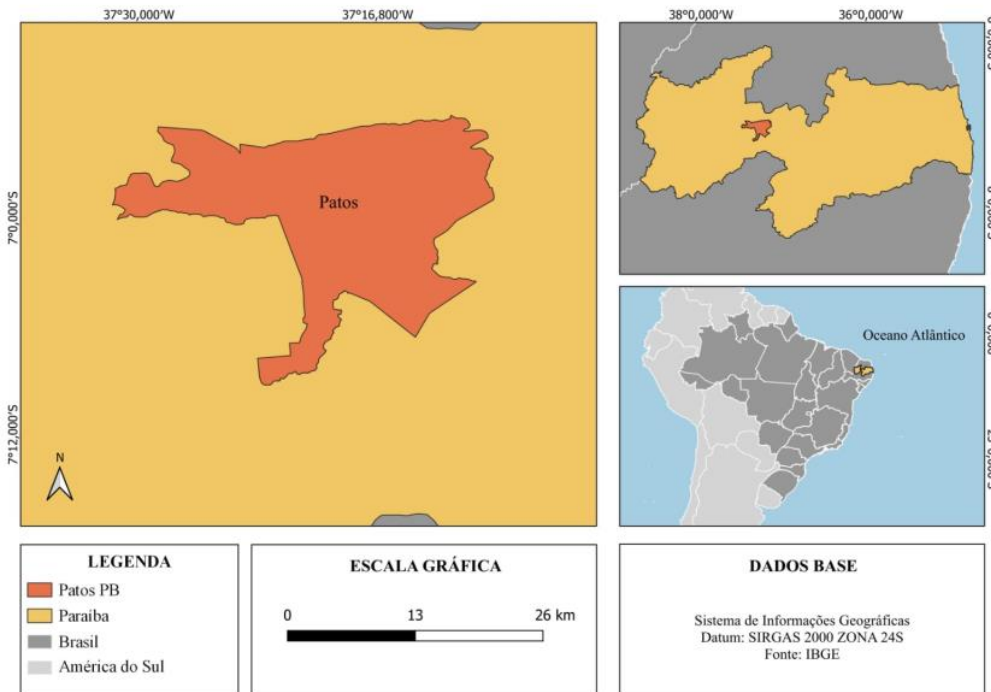 37°30,000'W
37°16,800'W
7°0,000'S
7°12,000'S
Patos
N
38°0,000'W
36°0,000'W
Oceano Atlântico
LEGENDA
Patos PB
Paraíba
Brasil
América do Sul
ESCALA GRÁFICA
0 13 26 km
DADOS BASE
Sistema de Informações Geográficas
Datum: SIRGAS 2000 ZONA 24S
Fonte: IBGE